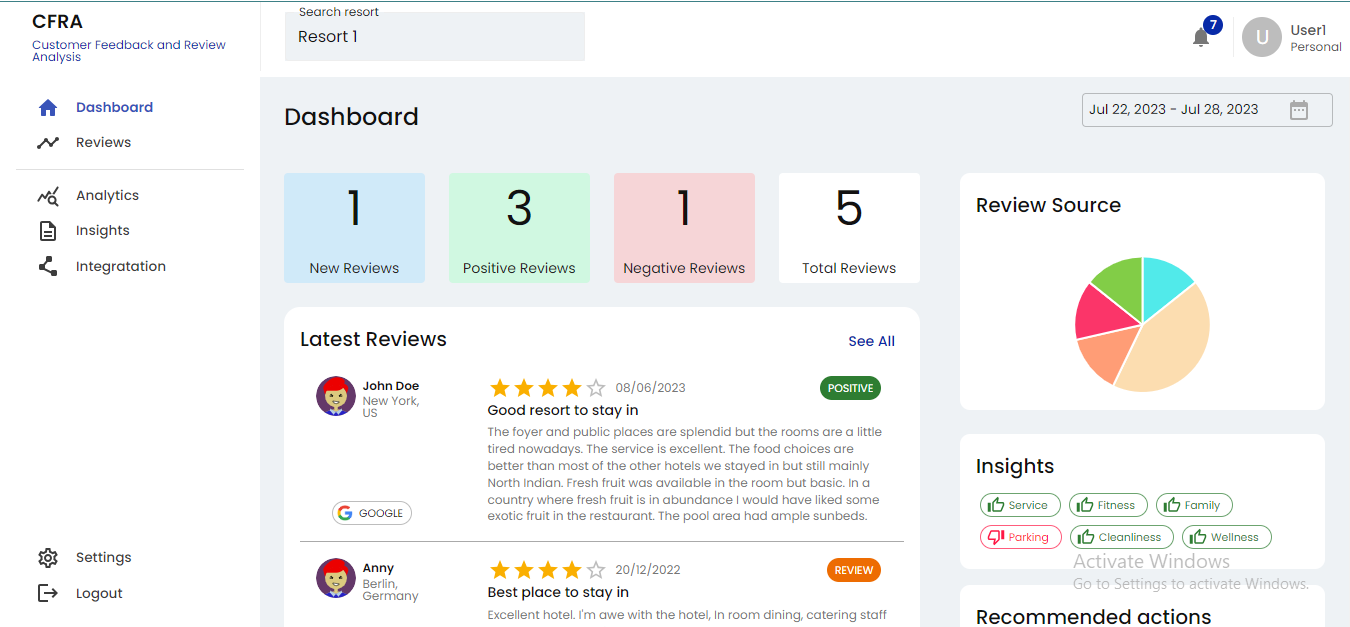 CFRA
Customer Feedback and Review
Analysis
Dashboard
Reviews
Analytics
Insights
Integratation
Settings
Logout
Search resort
Resort 1
7
U
User1
Personal
Dashboard
Jul 22, 2023 - Jul 28, 2023
1
New Reviews
3
Positive Reviews
1
Negative Reviews
5
Total Reviews
Latest Reviews
See All
John Doe
New York,
US
GOOGLE
08/06/2023
POSITIVE
Good resort to stay in
The foyer and public places are splendid but the rooms are a little
tired nowadays. The service is excellent. The food choices are
better than most of the other hotels we stayed in but still mainly
North Indian. Fresh fruit was available in the room but basic. In a
country where fresh fruit is in abundance I would have liked some
exotic fruit in the restaurant. The pool area had ample sunbeds.
Anny
Berlin,
Germany
20/12/2022
REVIEW
Best place to stay in
Excellent hotel. I'm awe with the hotel, In room dining, catering staff
Review Source
Insights
Service
Fitness
Family
Parking
Cleanliness
Wellness
Activate Windows
Go to Settings to activate Windows.
Recommended actions